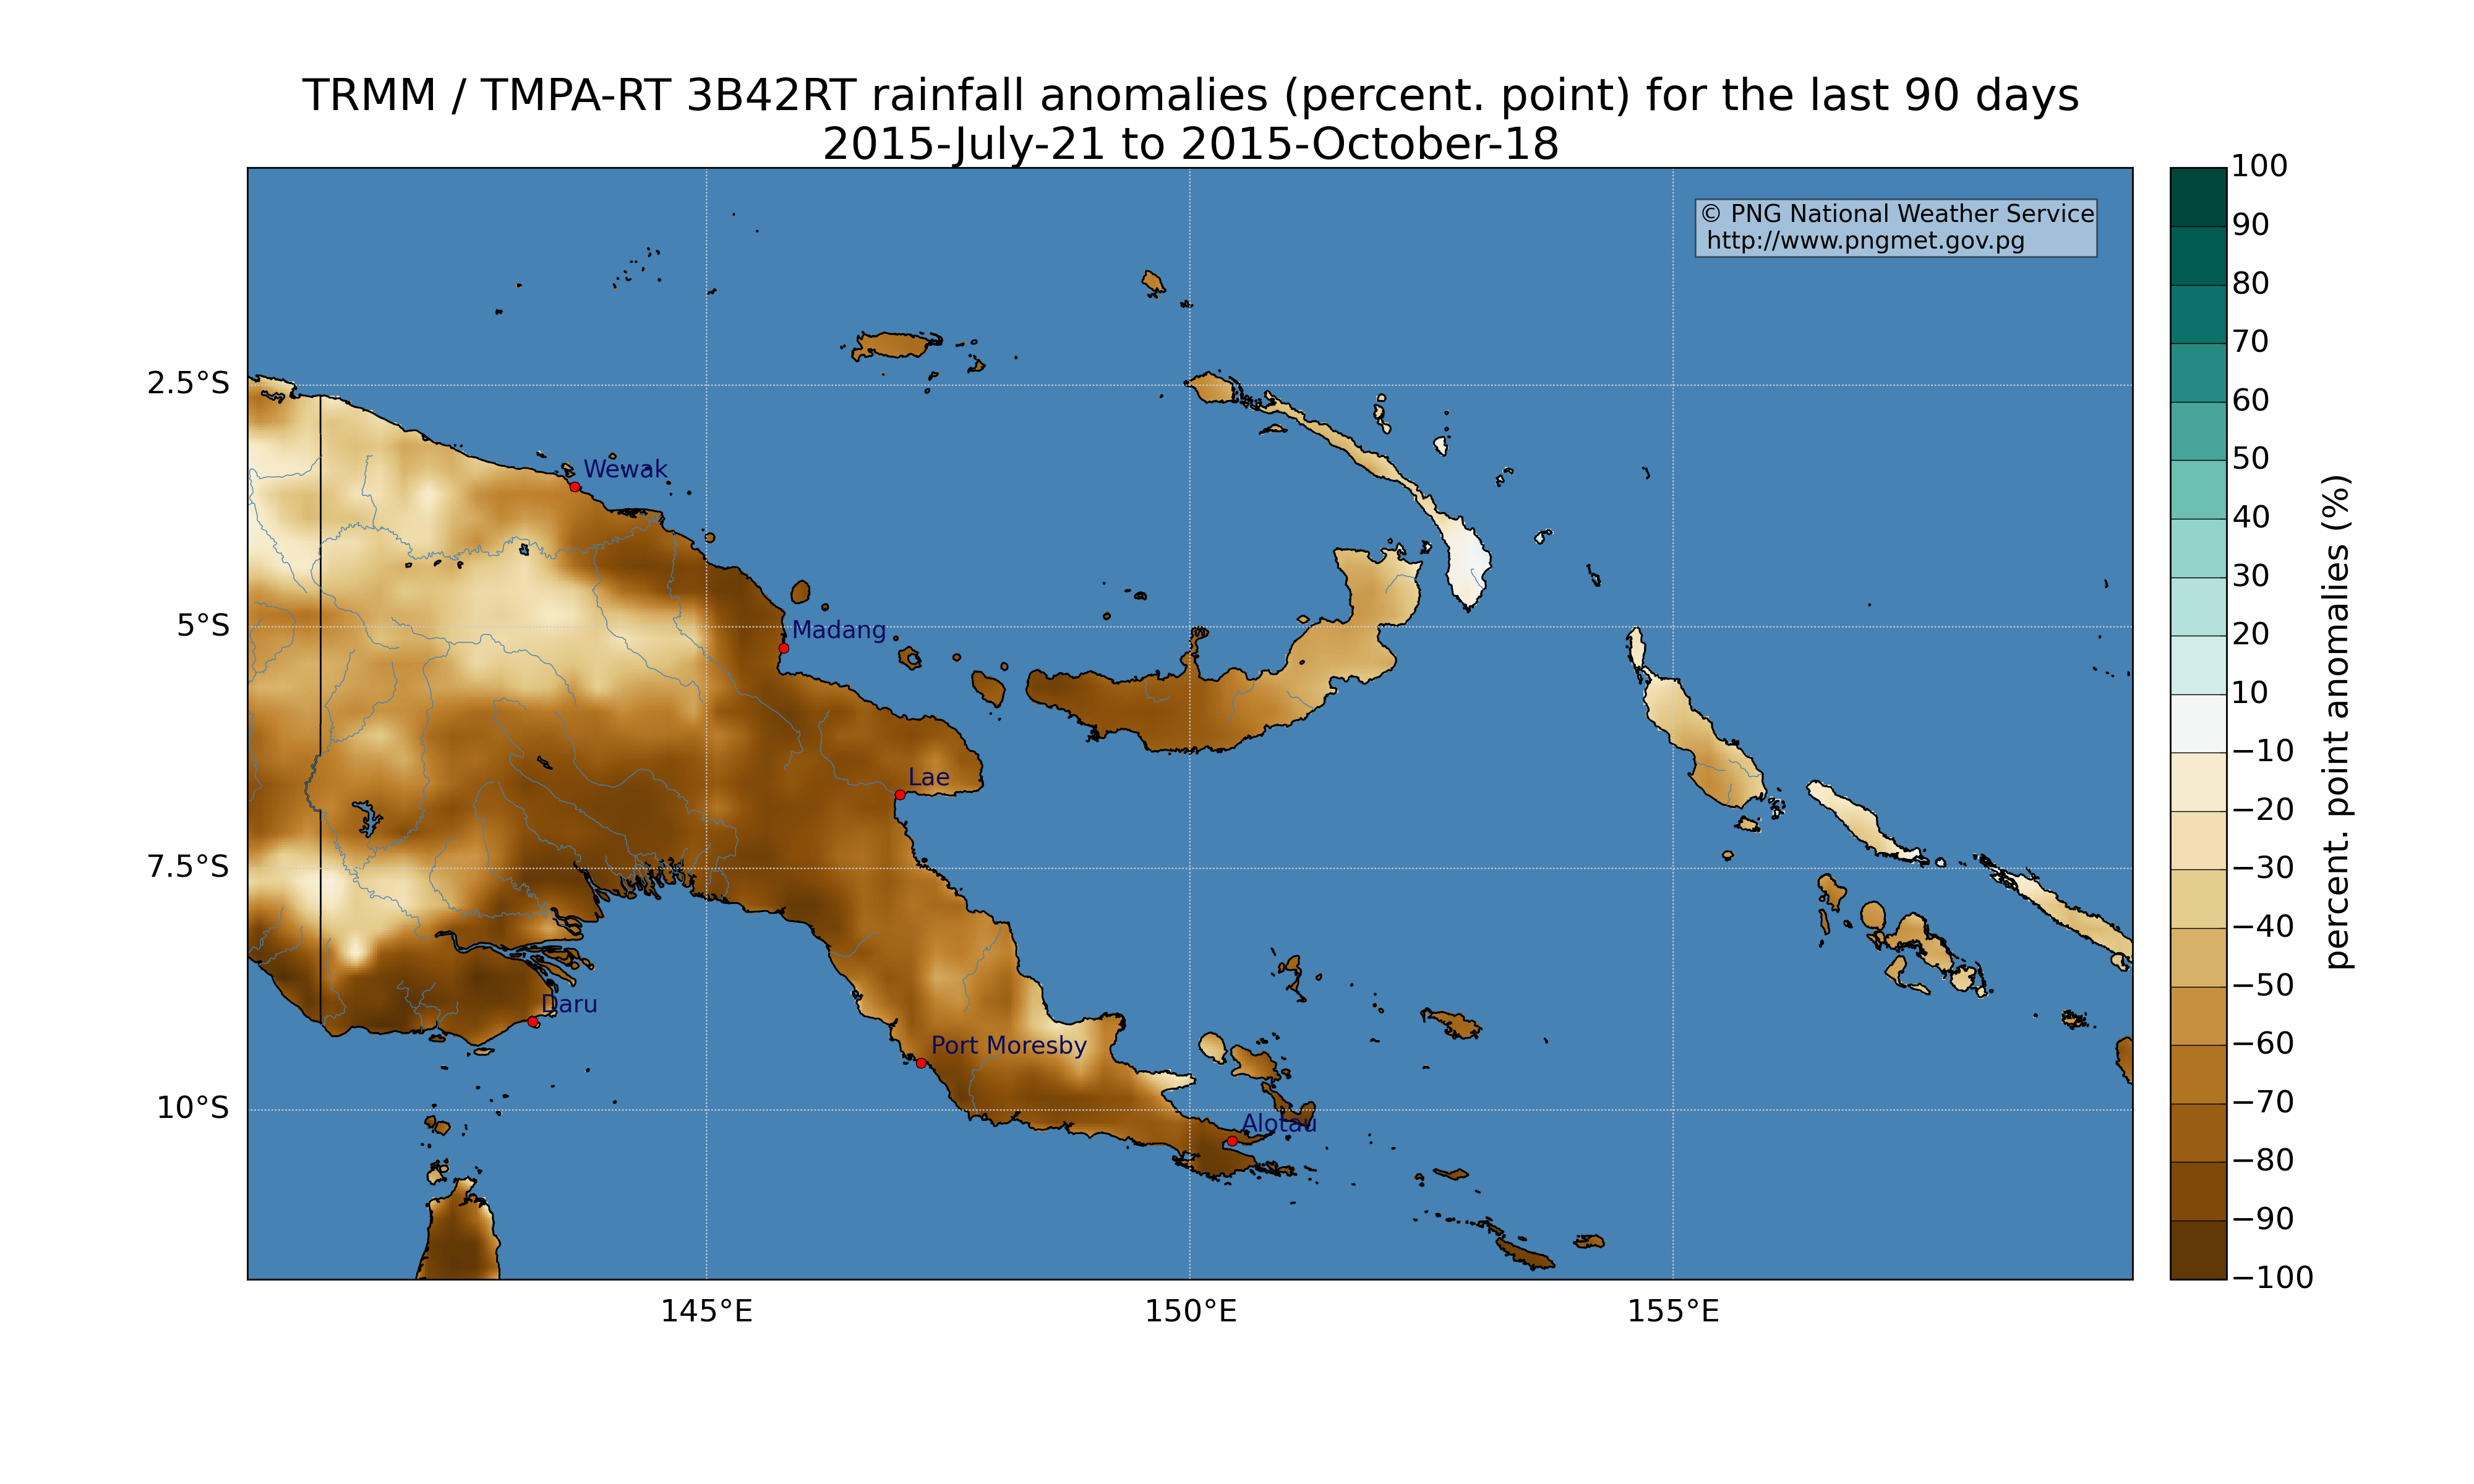 TRMM / TMPA-RT 3B42RT rainfall anomalies (percent. point) for the last 90 days
2015-July-21 to 2015-October-18
© PNG National Weather Service
http://www.pngmet.gov.pg
2.5°S
5°S
7.5°S
10°S
Wewak
Madang
Lae
Daru
Port Moresby
Alotau
145°E
150°E
155°E
100
90
80
70
60
50
40
30
20
10
−10
−20
−30
−40
−50
−60
−70
−80
−90
−100
percent. point anomalies (%)